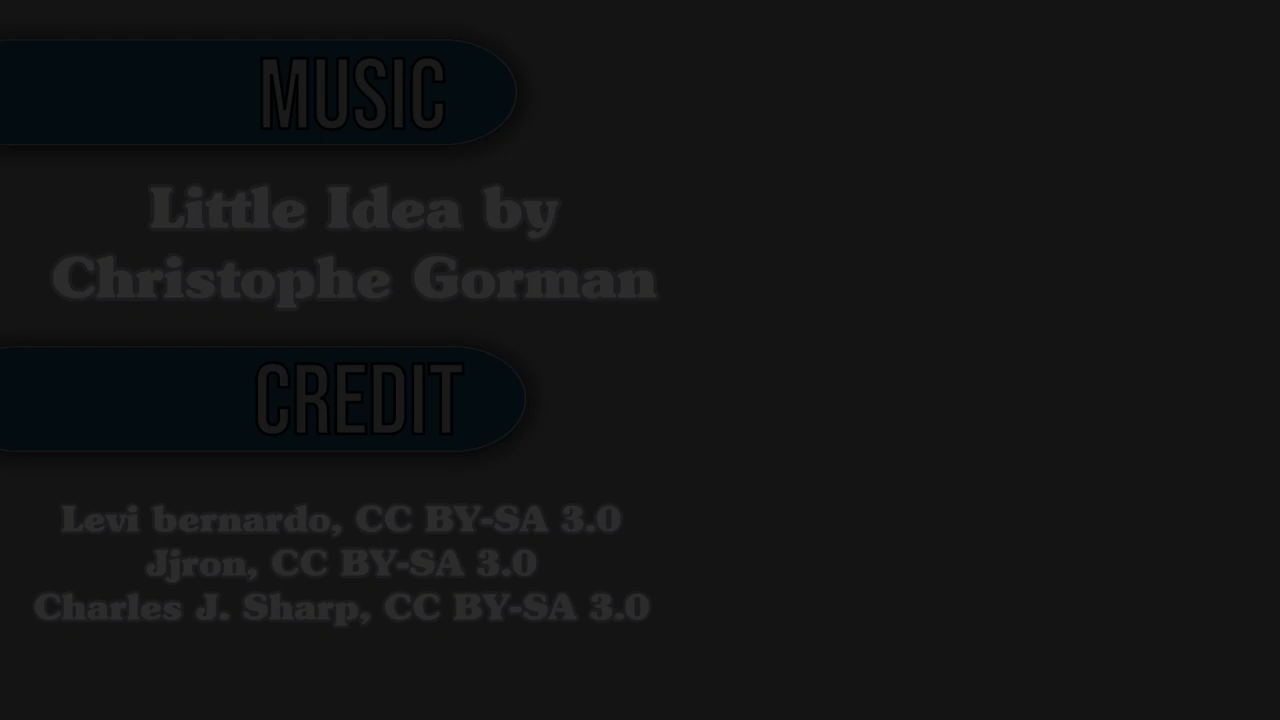 MUSIC
Little Idea by
Christophe Gorman
CREDIT
Levi bernardo, CC BY-SA 3.0
Jjron, CC BY-SA 3.0
Charles J. Sharp, CC BY-SA 3.0